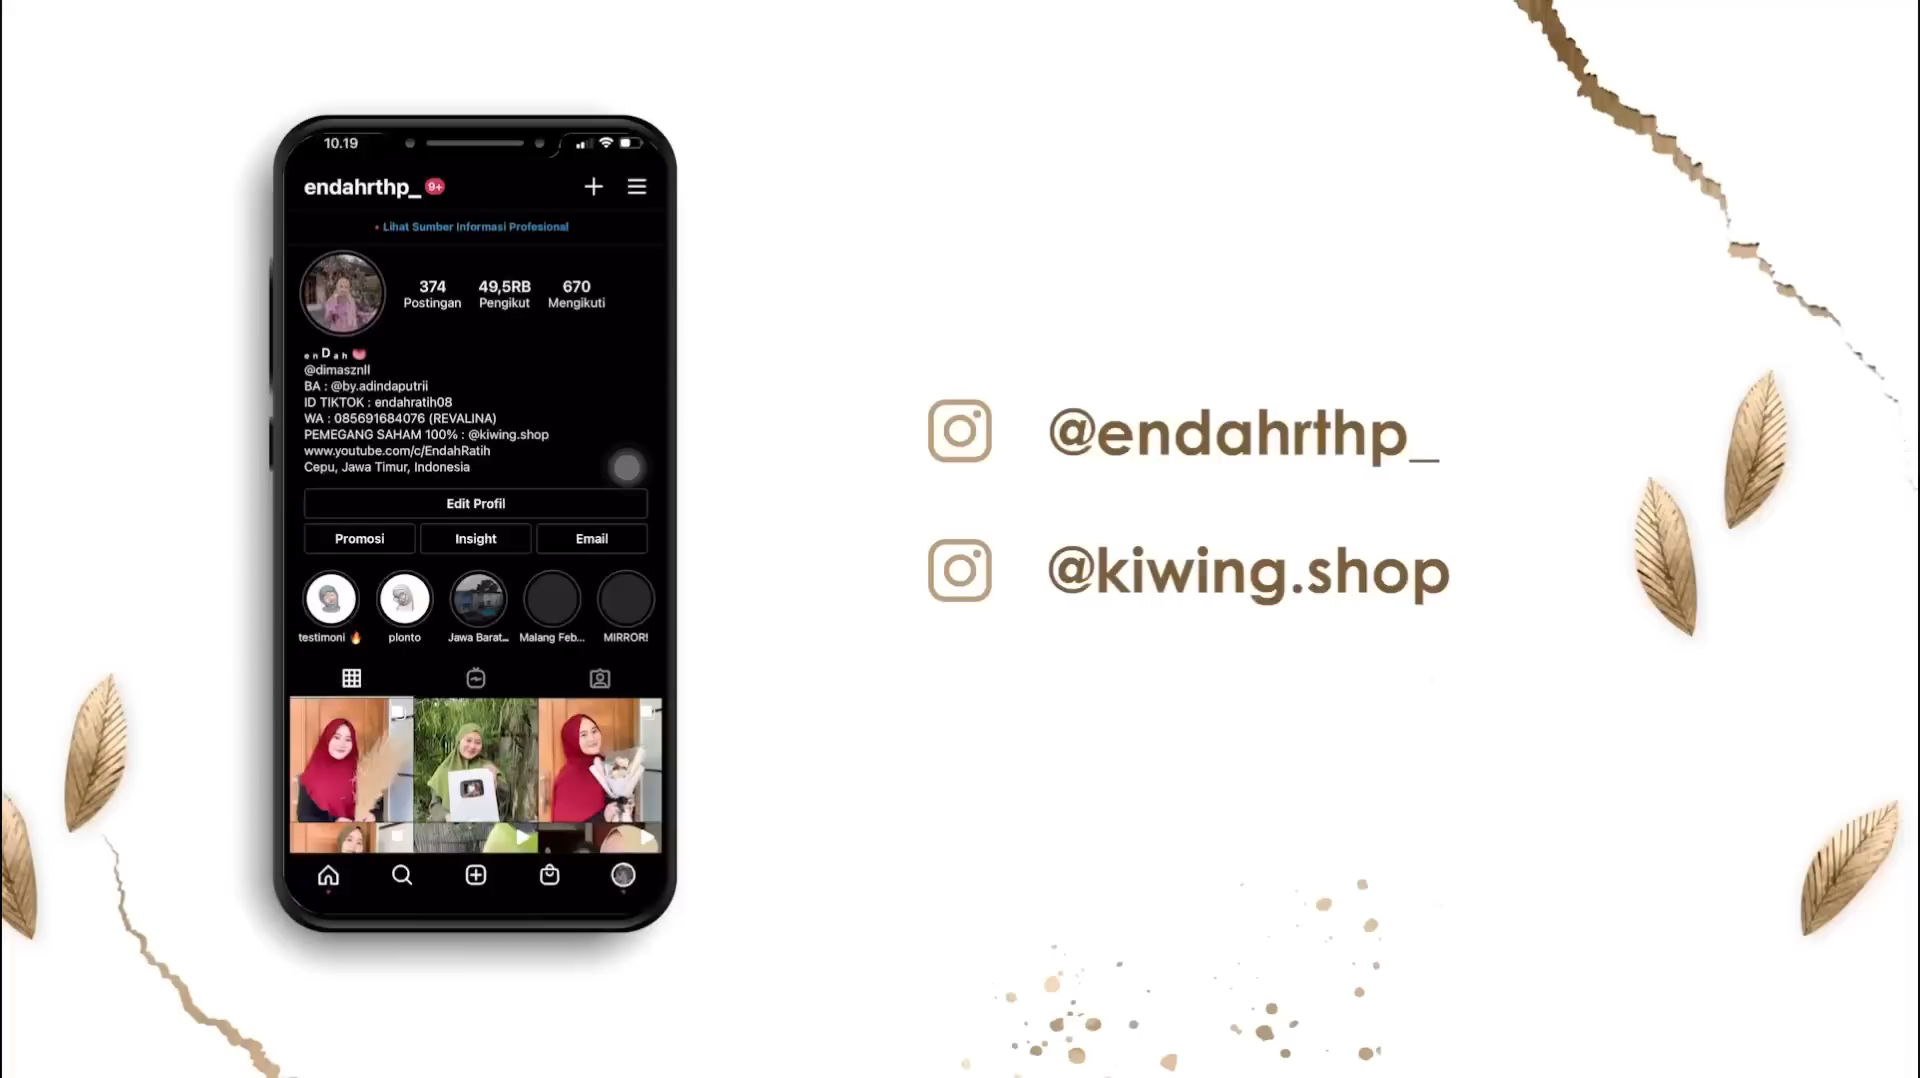 10.19
endahrthp_ 9+
Lihat Sumber Informasi Profesional
374 49,5RB 670
Postingan Pengikut Mengikuti
ₑₙDₐₕ
@dimasznll
BA : @by.adindaputrii
ID TIKTOK : endahratih08
WA : 085691684076 (REVALINA)
PEMEGANG SAHAM 100% : @kiwing.shop
www.youtube.com/c/EndahRatih
Cepu, Jawa Timur, Indonesia
Edit Profil
Promosi Insight Email
testimoni 🔥 plonto Jawa Barat... Malang Feb... MIRROR!
@endahrthp_
@kiwing.shop